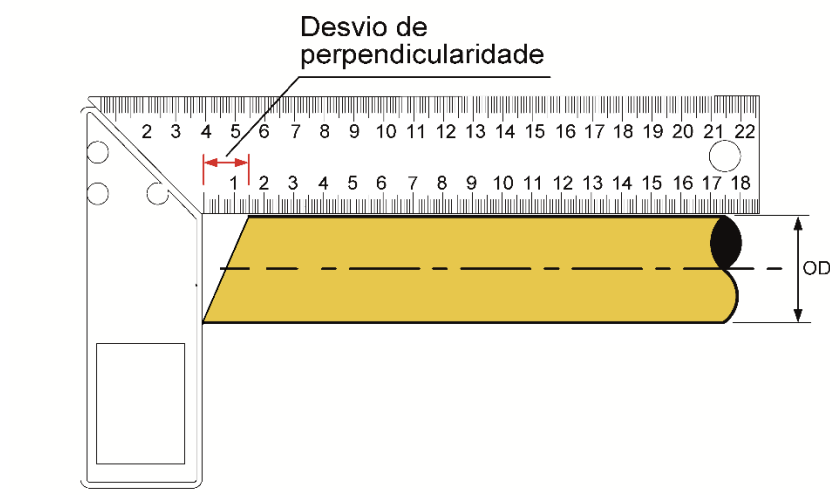 Desvio de
perpendicularidade
2 3 4 5 6 7 8 9 10 11 12 13 14 15 16 17 18 19 20 21 22
1 2 3 4 5 6 7 8 9 10 11 12 13 14 15 16 17 18
OD